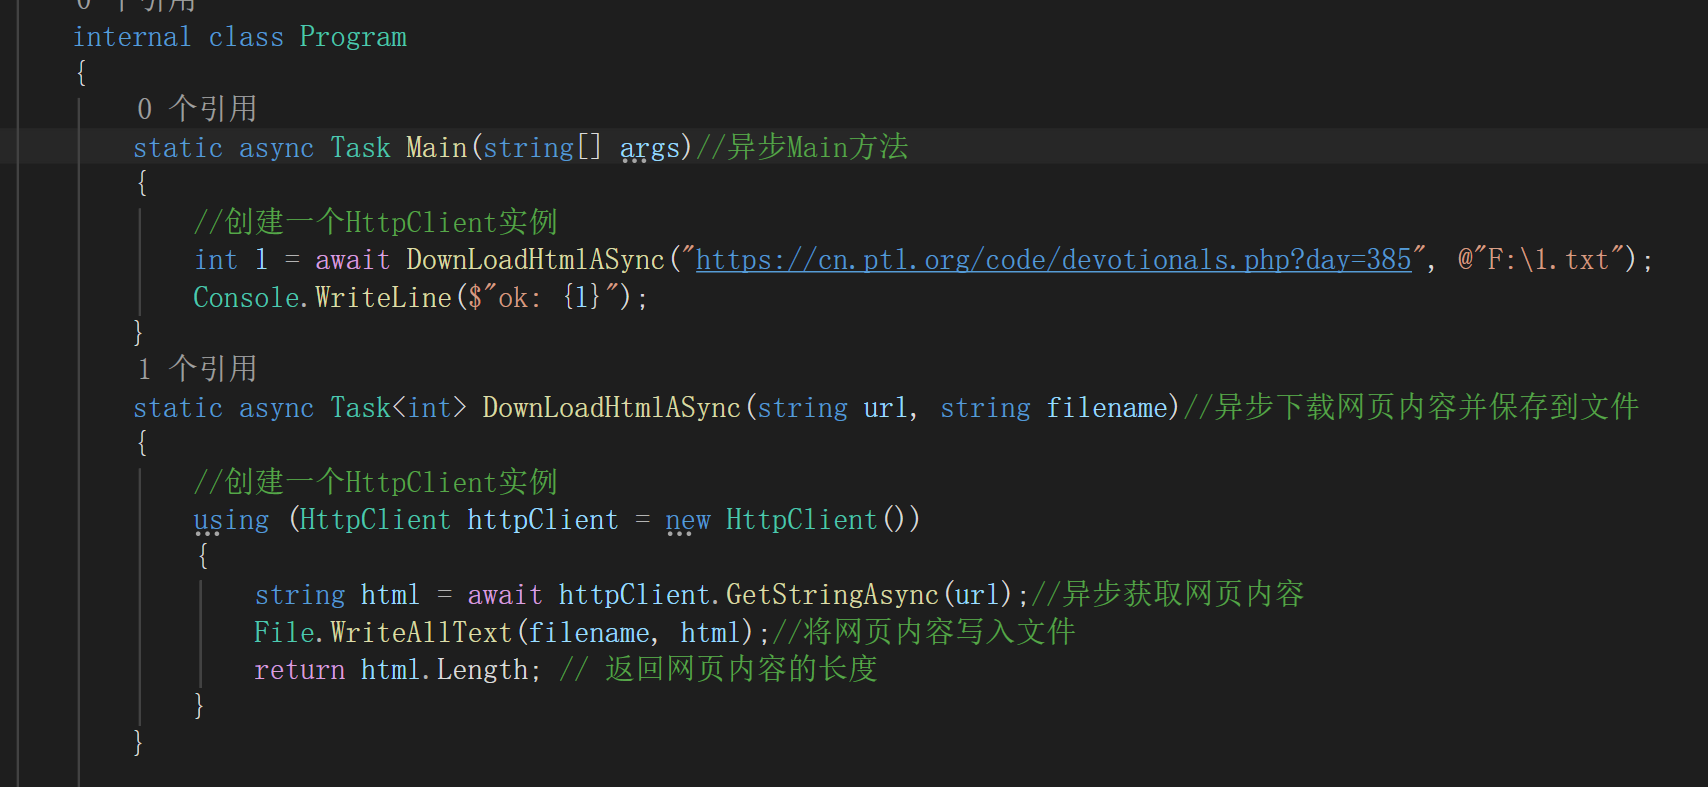 0 个引用
internal class Program
{
0 个引用
static async Task Main(string[] args)//异步Main方法
{
//创建一个HttpClient实例
int l = await DownLoadHtmlASync("https://cn.ptl.org/code/devotionals.php?day=385", @"F:\1.txt");
Console.WriteLine($"ok: {l}");
}
1 个引用
static async Task<int> DownLoadHtmlASync(string url, string filename)//异步下载网页内容并保存到文件
{
//创建一个HttpClient实例
using (HttpClient httpClient = new HttpClient())
{
string html = await httpClient.GetStringAsync(url);//异步获取网页内容
File.WriteAllText(filename, html);//将网页内容写入文件
return html.Length; // 返回网页内容的长度
}
}